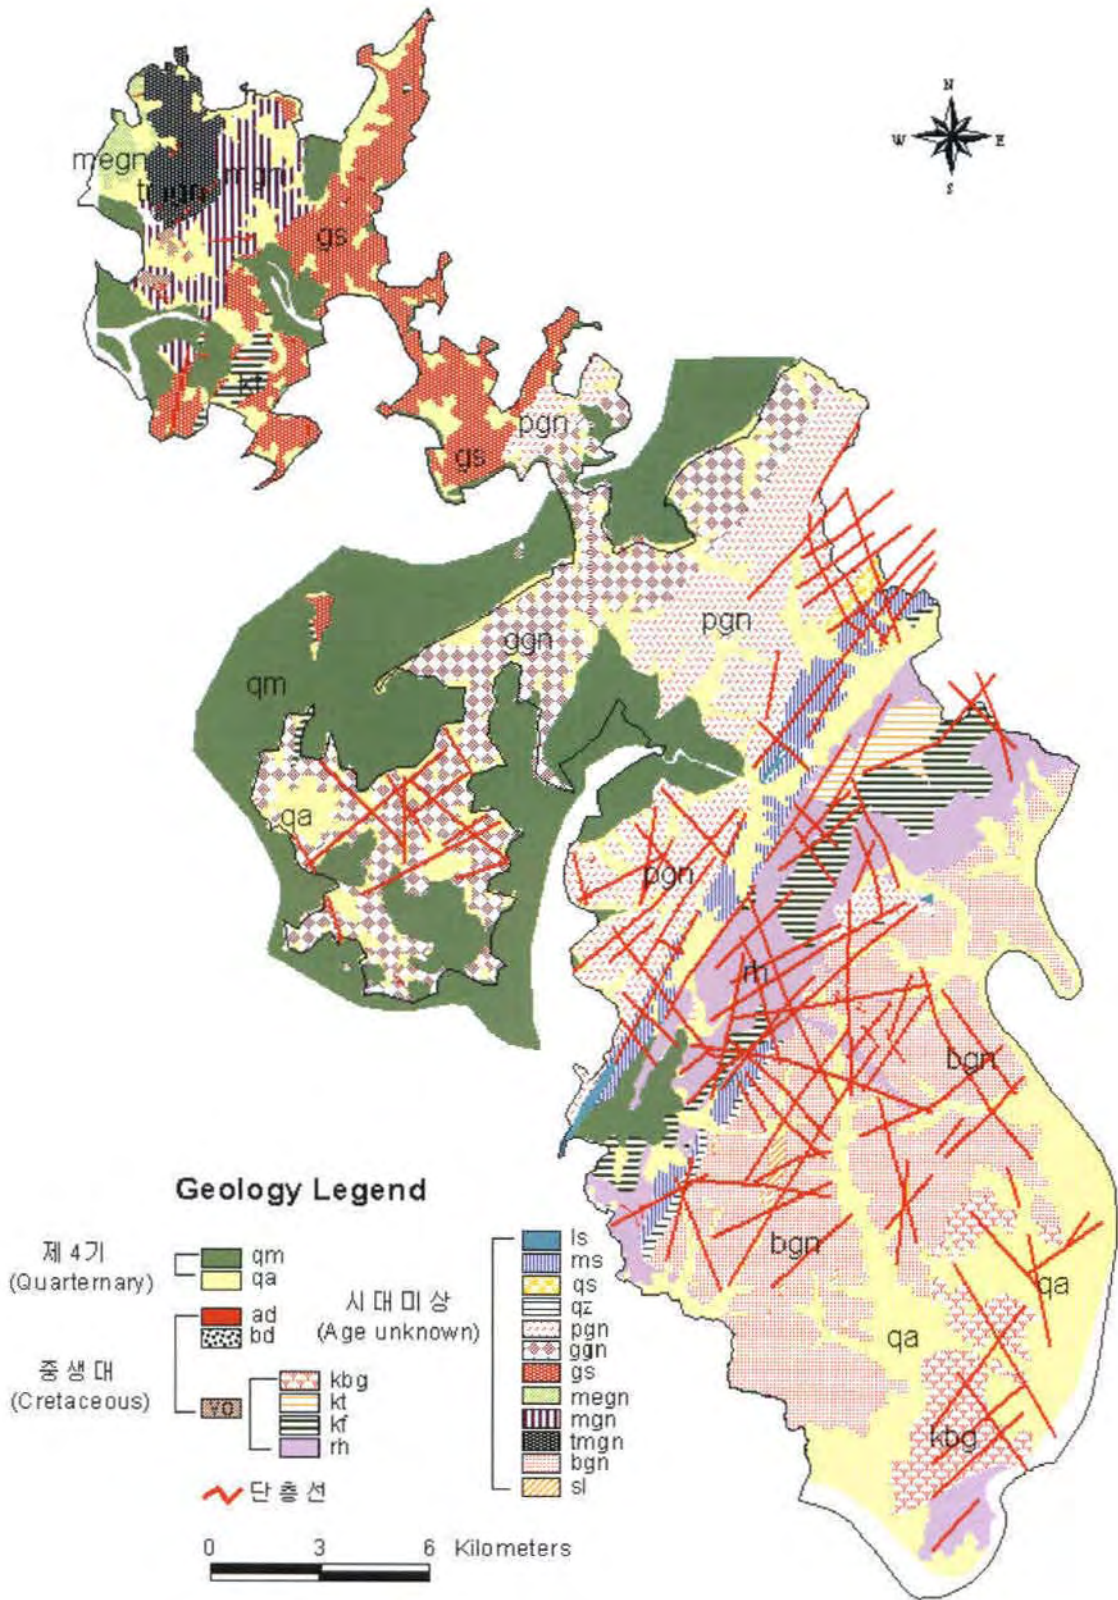 N
W E
S
megn
tmgn
mgn
gs
kf
pgn
gs
pgn
ggn
qm
qa
pgn
rh
bgn
bgn
qa
qa
kbg
Geology Legend
제 4기
(Quarternary)
qm
qa
중 생 대
(Cretaceous)
ad
bd
kbg
kt
kf
rh
단 층 선
시 대 미 상
(Age unknown)
ls
ms
qs
qz
pgn
ggn
gs
megn
mgn
tmgn
bgn
sl
0 3 6 Kilometers